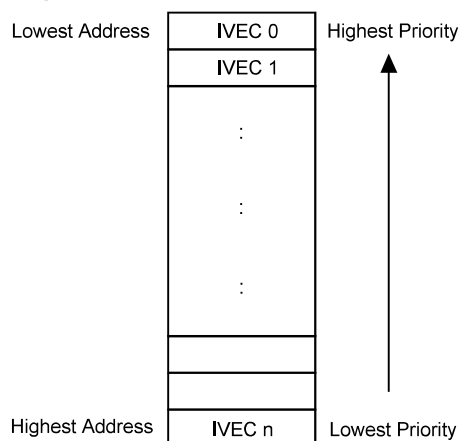 Lowest Address IVEC 0 Highest Priority
IVEC 1
:
:
:
Highest Address IVEC n Lowest Priority